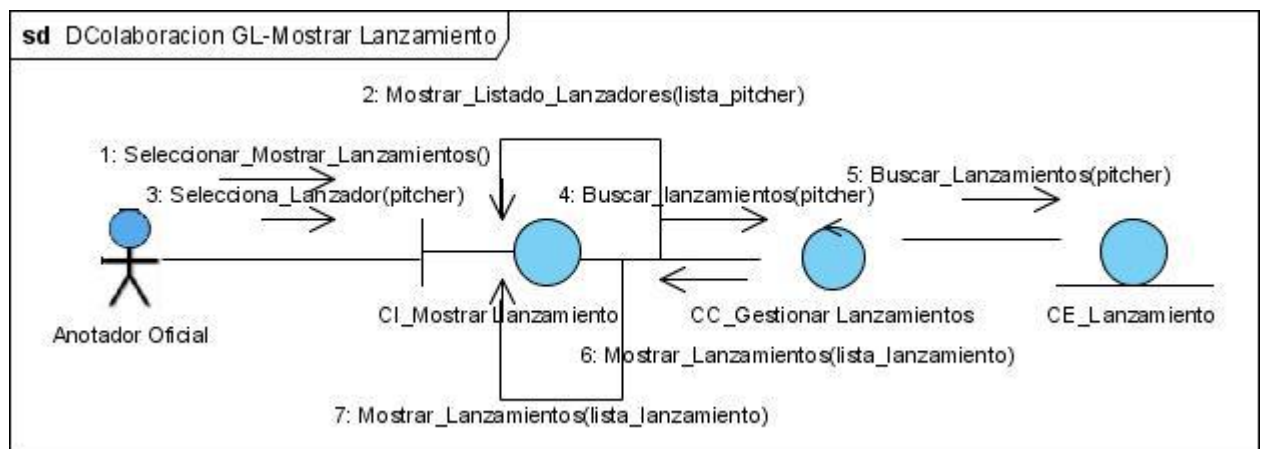 sd DColaboracion GL-Mostrar Lanzamiento
2: Mostrar_Listado_Lanzadores(lista_pitcher)
1: Seleccionar_Mostrar_Lanzamientos()
5: Buscar_Lanzamientos(pitcher)
3: Selecciona_Lanzador(pitcher)
4: Buscar_lanzamientos(pitcher)
CI_Mostrar Lanzamiento
CC_Gestionar Lanzamientos
CE_Lanzamiento
Anotador Oficial
6: Mostrar_Lanzamientos(lista_lanzamiento)
7: Mostrar_Lanzamientos(lista_lanzamiento)